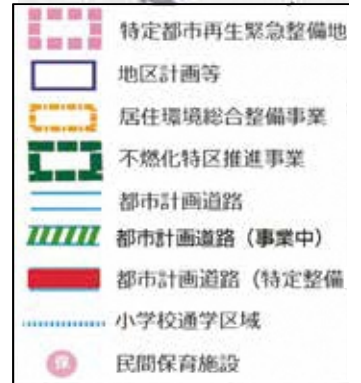 特定都市再生緊急整備地
地区計画等
居住環境総合整備事業
不燃化特区推進事業
都市計画道路
都市計画道路（事業中）
都市計画道路（特定整備
小学校通学区域
保 民間保育施設